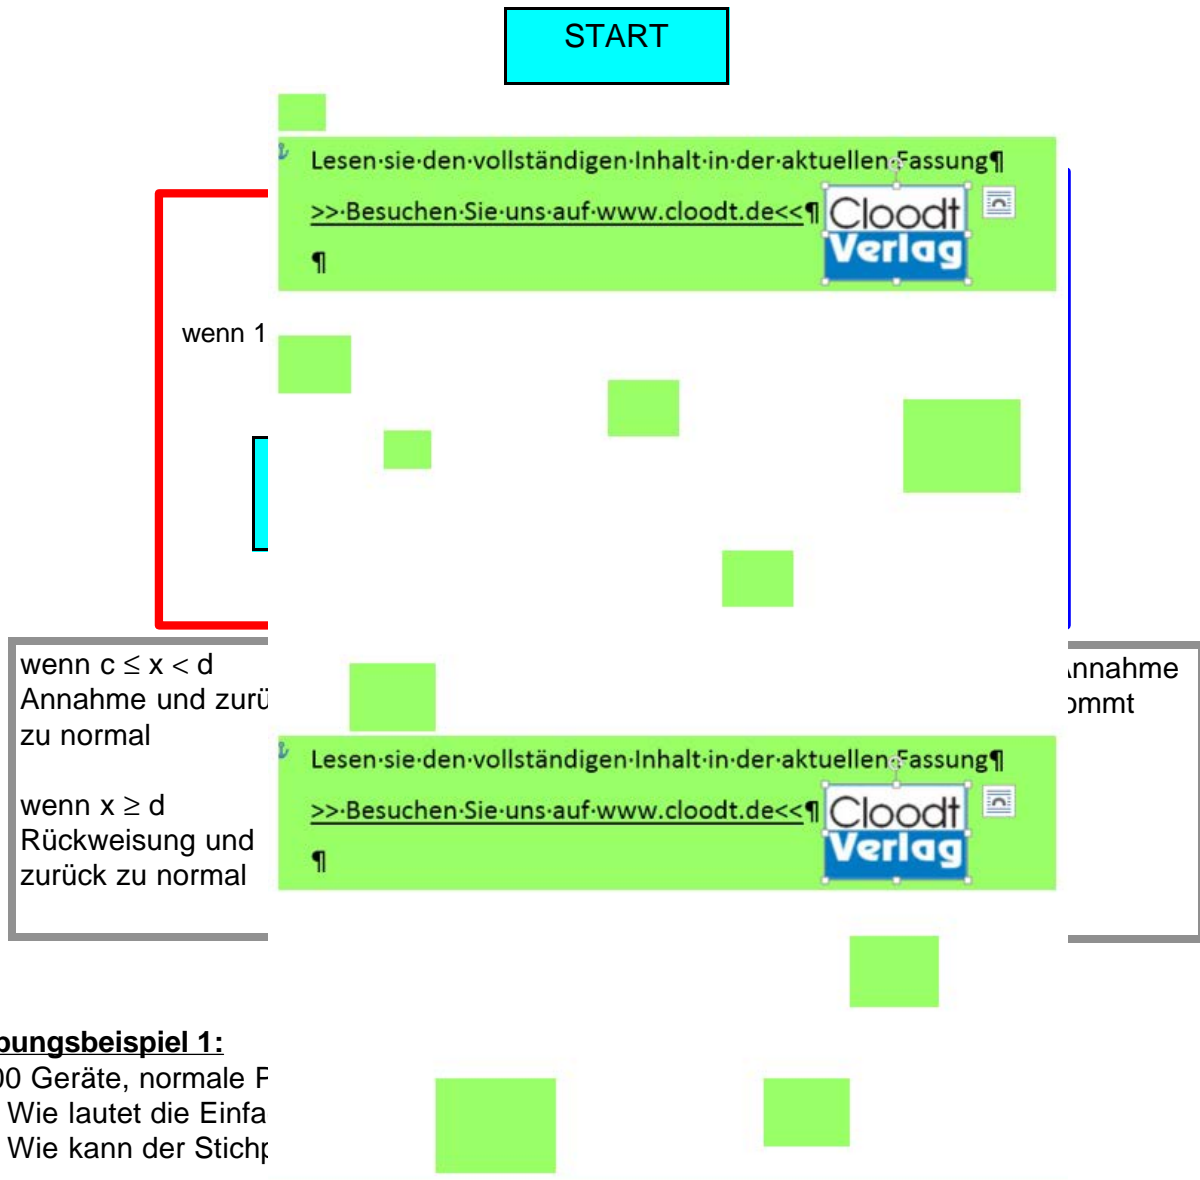 START
Lesen·sie·den·vollständigen·Inhalt·in·der·aktuellen·Fassung¶
>>·Besuchen·Sie·uns·auf·www.cloodt.de<<¶
Cloodt
Verlag
¶
wenn 1
wenn c ≤ x < d
Annahme und zurü
zu normal
wenn x ≥ d
Rückweisung und
zurück zu normal
nnahme
ommt
Lesen·sie·den·vollständigen·Inhalt·in·der·aktuellen·Fassung¶
>>·Besuchen·Sie·uns·auf·www.cloodt.de<<¶
Cloodt
Verlag
¶
bungsbeispiel 1:
00 Geräte, normale P
Wie lautet die Einfa
Wie kann der Stichp